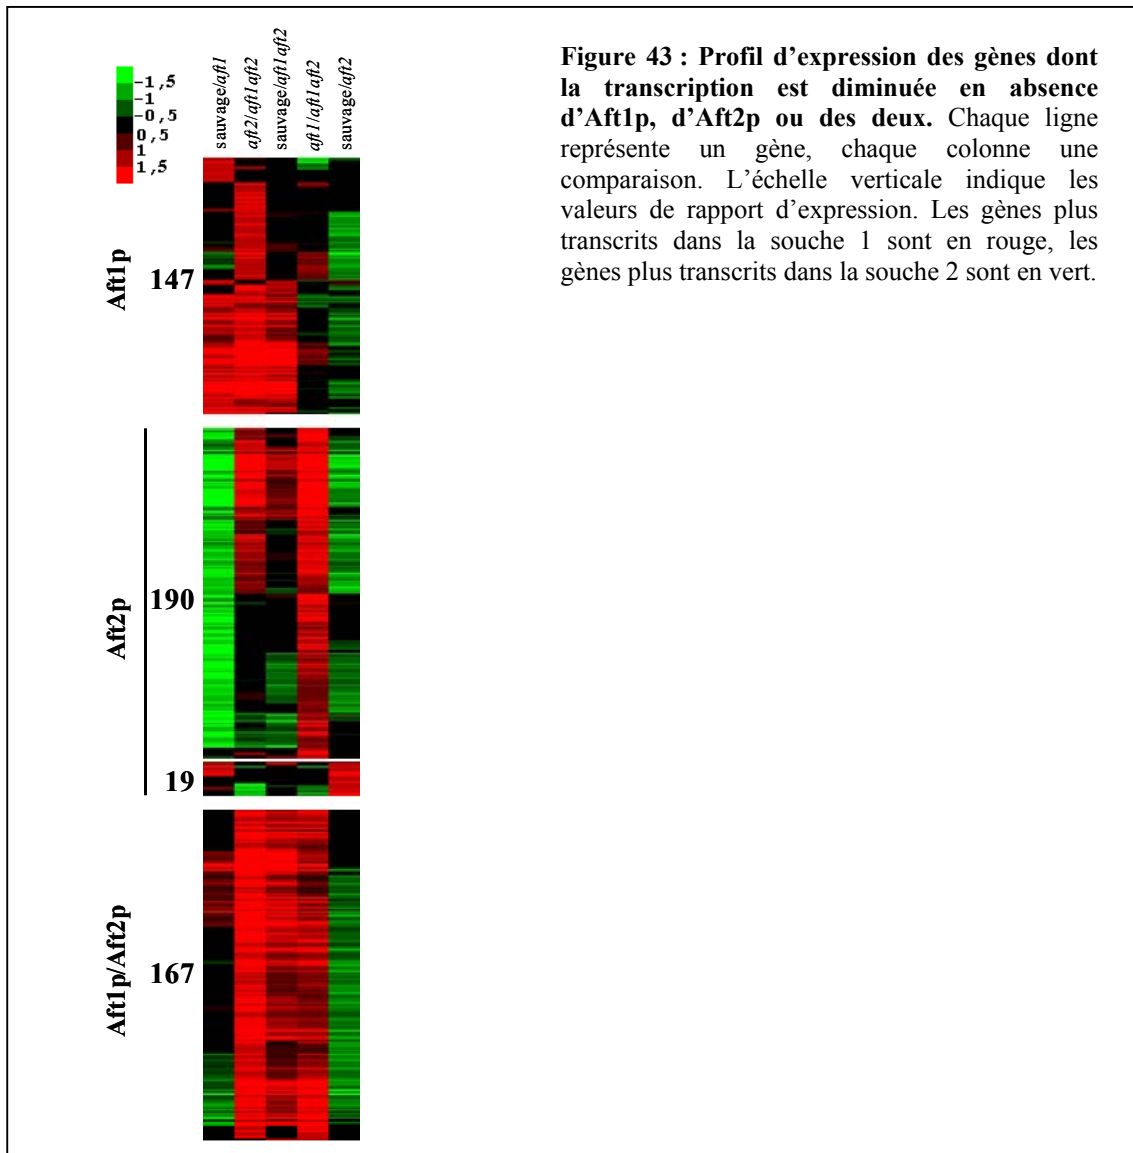 sauvage/aft1
aft2/aft1aft2
sauvage/aft1aft2
aft1/aft1aft2
sauvage/aft2
-1,5
-1
-0,5
0,5
1
1,5
Aft1p
147
Aft2p
190
19
Aft1p/Aft2p
167
Figure 43 : Profil d’expression des gènes dont
la transcription est diminuée en absence
d’Aft1p, d’Aft2p ou des deux. Chaque ligne
représente un gène, chaque colonne une
comparaison. L’échelle verticale indique les
valeurs de rapport d’expression. Les gènes plus
transcrits dans la souche 1 sont en rouge, les
gènes plus transcrits dans la souche 2 sont en vert.